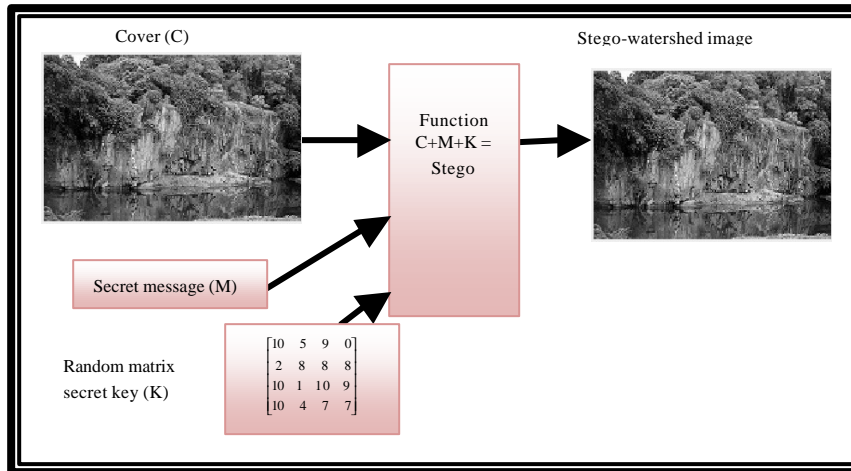 Cover (C)
Stego-watershed image
Function
C+M+K =
Stego
Secret message (M)
Random matrix
secret key (K)
10 5 9 0
2 8 8 8
10 1 10 9
10 4 7 7